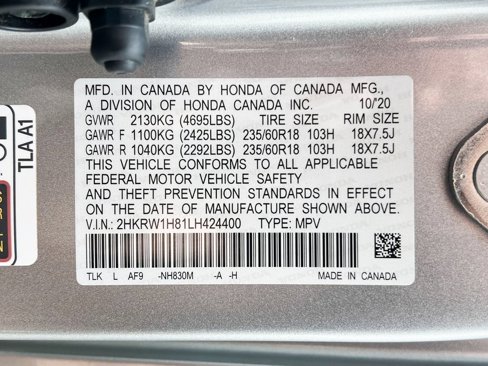 MFD. IN CANADA BY HONDA OF CANADA MFG.,
A DIVISION OF HONDA CANADA INC. 10/'20
GVWR 2130KG (4695LBS) TIRE SIZE RIM SIZE
GAWR F 1100KG (2425LBS) 235/60R18 103H 18X7.5J
GAWR R 1040KG (2292LBS) 235/60R18 103H 18X7.5J
THIS VEHICLE CONFORMS TO ALL APPLICABLE
FEDERAL MOTOR VEHICLE SAFETY
AND THEFT PREVENTION STANDARDS IN EFFECT
ON THE DATE OF MANUFACTURE SHOWN ABOVE.
V.I.N.: 2HKRW1H81LH424400 TYPE: MPV
TLK L AF9 -NH830M -A -H MADE IN CANADA
TLA A1